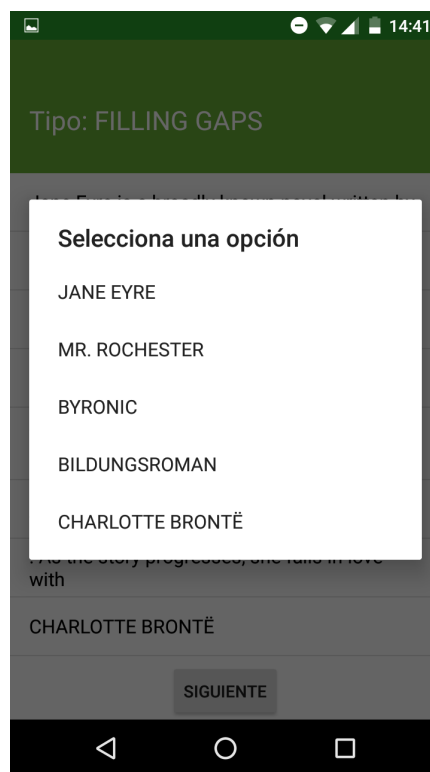 14:41
Tipo: FILLING GAPS
Selecciona una opción
JANE EYRE
MR. ROCHESTER
BYRONIC
BILDUNGSROMAN
CHARLOTTE BRONTË
. As the story progresses, she falls in love
with
CHARLOTTE BRONTË
SIGUIENTE